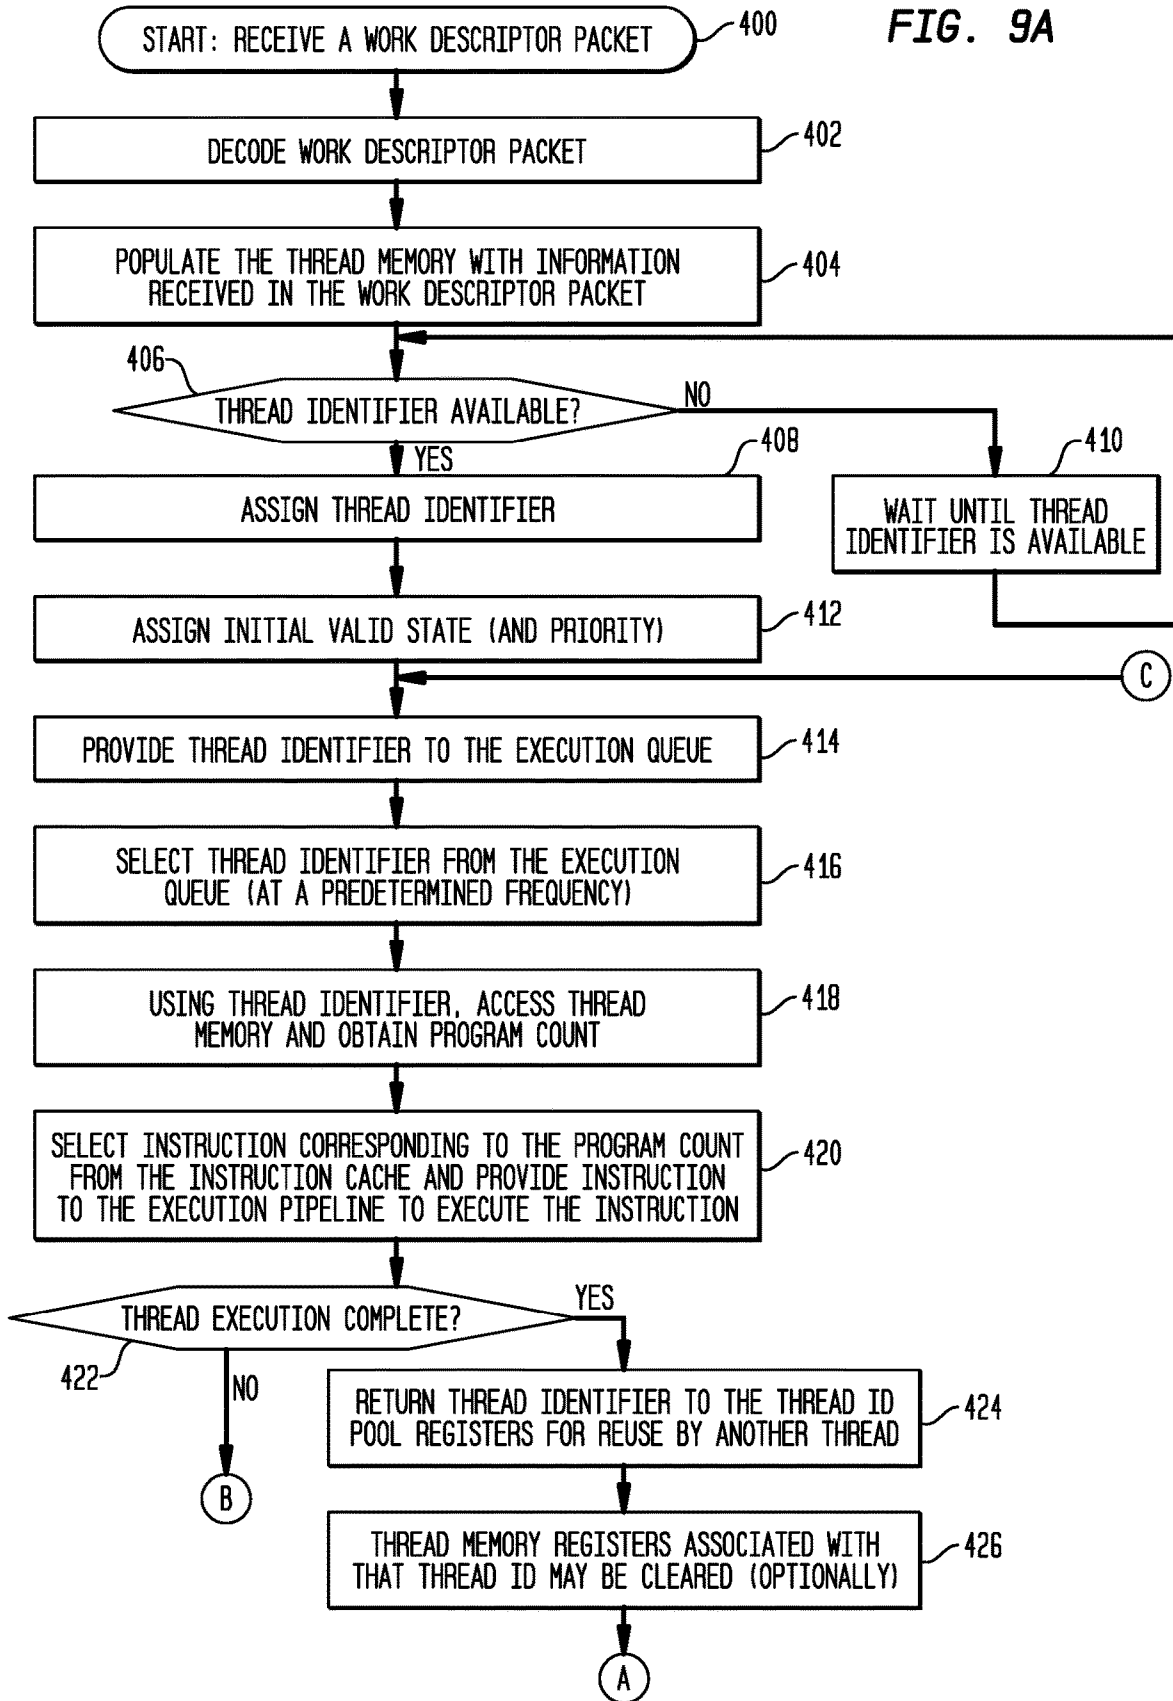 FIG. 9A
START: RECEIVE A WORK DESCRIPTOR PACKET
400
DECODE WORK DESCRIPTOR PACKET
402
POPULATE THE THREAD MEMORY WITH INFORMATION
RECEIVED IN THE WORK DESCRIPTOR PACKET
404
406
THREAD IDENTIFIER AVAILABLE?
NO
YES
408
ASSIGN THREAD IDENTIFIER
410
WAIT UNTIL THREAD
IDENTIFIER IS AVAILABLE
ASSIGN INITIAL VALID STATE (AND PRIORITY)
412
C
PROVIDE THREAD IDENTIFIER TO THE EXECUTION QUEUE
414
SELECT THREAD IDENTIFIER FROM THE EXECUTION
QUEUE (AT A PREDETERMINED FREQUENCY)
416
USING THREAD IDENTIFIER, ACCESS THREAD
MEMORY AND OBTAIN PROGRAM COUNT
418
SELECT INSTRUCTION CORRESPONDING TO THE PROGRAM COUNT
FROM THE INSTRUCTION CACHE AND PROVIDE INSTRUCTION
TO THE EXECUTION PIPELINE TO EXECUTE THE INSTRUCTION
420
THREAD EXECUTION COMPLETE?
YES
422
NO
B
RETURN THREAD IDENTIFIER TO THE THREAD ID
POOL REGISTERS FOR REUSE BY ANOTHER THREAD
424
THREAD MEMORY REGISTERS ASSOCIATED WITH
THAT THREAD ID MAY BE CLEARED (OPTIONALLY)
426
A